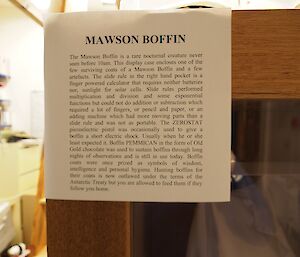 MAWSON BOFFIN
The Mawson Boffin is a rare nocturnal creature never
seen before 10am. This display case encloses one of the
few surviving coats of a Mawson Boffin and a few
artefacts. The slide rule in the right hand pocket is a
finger powered calculator that requires neither batteries
nor, sunlight for solar cells. Slide rules performed
multiplication and division and some exponential
functions but could not do addition or subtraction which
required a lot of fingers, or pencil and paper, or an
adding machine which had more moving parts than a
slide rule and was not as portable. The ZEROSTAT
piezoelectric pistol was occasionally used to give a
boffin a short electric shock. Usually when he or she
least expected it. Boffin PEMMICAN in the form of Old
Gold chocolate was used to sustain boffins through long
nights of observations and is still in use today. Boffin
coats were once prized as symbols of wisdom,
intelligence and personal hygiene. Hunting boffins for
their coats is now outlawed under the terms of the
Antarctic Treaty but you are allowed to feed them if they
follow you home.